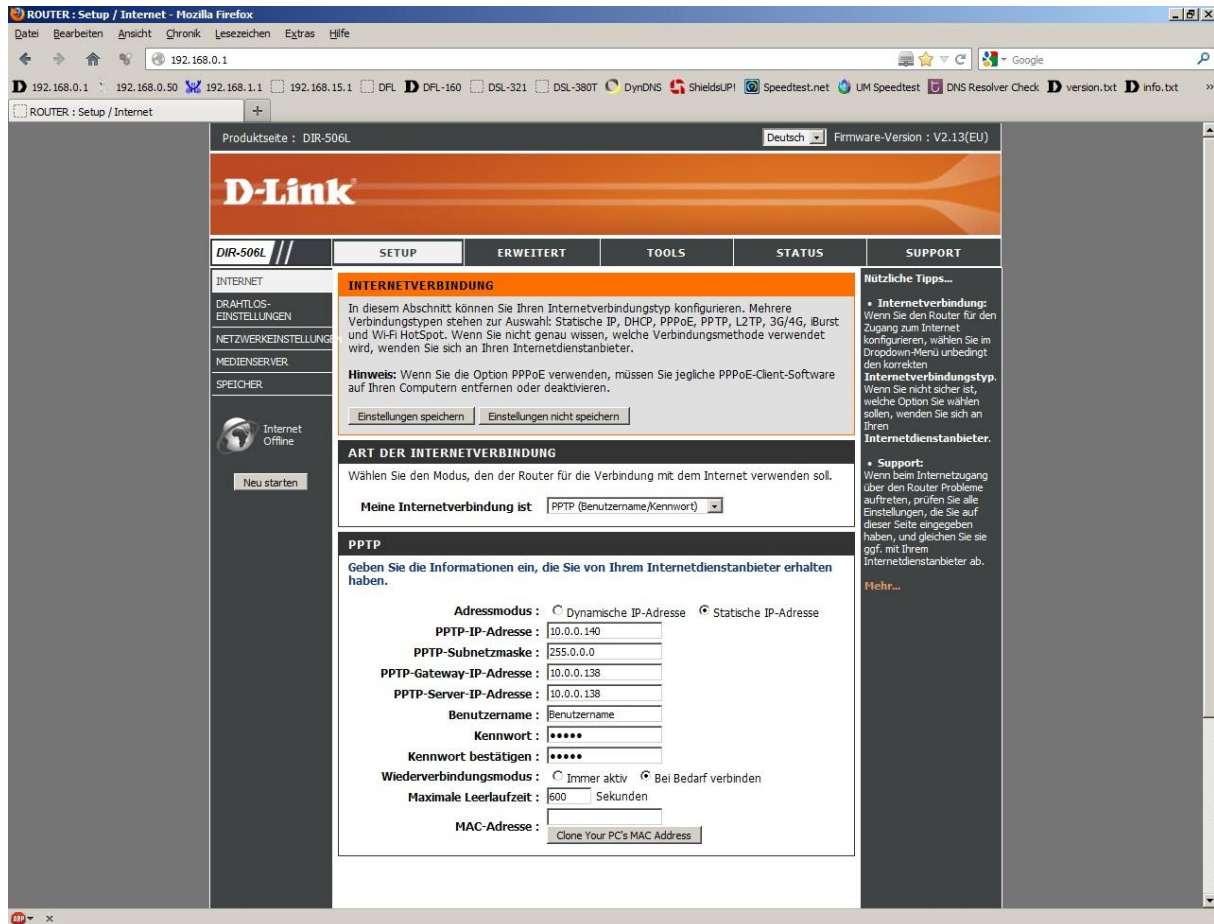 ROUTER : Setup / Internet - Mozilla Firefox
Datei Bearbeiten Ansicht Chronik Lesezeichen Extras Hilfe
192.168.0.1
Google
192.168.0.1 192.168.0.50 192.168.1.1 192.168.15.1 DFL DFL-160 DSL-321 DSL-380T DynDNS ShieldsUP! Speedtest.net UM Speedtest DNS Resolver Check version.txt info.txt »
ROUTER : Setup / Internet +
Produktseite : DIR-506L Deutsch Firmware-Version : V2.13(EU)
D-Link
DIR-506L SETUP ERWEITERT TOOLS STATUS SUPPORT
INTERNET
DRAHTLOS-
EINSTELLUNGEN
NETZWERKEINSTELLUNGEN
MEDIENSERVER
SPEICHER
Internet
Offline
Neu starten
INTERNETVERBINDUNG
In diesem Abschnitt können Sie Ihren Internetverbindungstyp konfigurieren. Mehrere
Verbindungstypen stehen zur Auswahl: Statische IP, DHCP, PPPoE, PPTP, L2TP, 3G/4G, iBurst
und Wi-Fi HotSpot. Wenn Sie nicht genau wissen, welche Verbindungsmethode verwendet
wird, wenden Sie sich an Ihren Internetdienstanbieter.
Hinweis: Wenn Sie die Option PPPoE verwenden, müssen Sie jegliche PPPoE-Client-Software
auf Ihren Computern entfernen oder deaktivieren.
Einstellungen speichern Einstellungen nicht speichern
ART DER INTERNETVERBINDUNG
Wählen Sie den Modus, den der Router für die Verbindung mit dem Internet verwenden soll.
Meine Internetverbindung ist PPTP (Benutzername/Kennwort)
PPTP
Geben Sie die Informationen ein, die Sie von Ihrem Internetdienstanbieter erhalten
haben.
Adressmodus : Dynamische IP-Adresse Statische IP-Adresse
PPTP-IP-Adresse : 10.0.0.140
PPTP-Subnetzmaske : 255.0.0.0
PPTP-Gateway-IP-Adresse : 10.0.0.138
PPTP-Server-IP-Adresse : 10.0.0.138
Benutzername : Benutzername
Kennwort : •••••
Kennwort bestätigen : •••••
Wiederverbindungsmodus : Immer aktiv Bei Bedarf verbinden
Maximale Leerlaufzeit : 600 Sekunden
MAC-Adresse :
Clone Your PC's MAC Address
Nützliche Tipps...
• Internetverbindung:
Wenn Sie den Router für den
Zugang zum Internet
konfigurieren, wählen Sie im
Dropdown-Menü unbedingt
den korrekten
Internetverbindungstyp.
Wenn Sie nicht sicher ist,
welche Option Sie wählen
sollen, wenden Sie sich an
Ihren
Internetdienstanbieter.
• Support:
Wenn beim Internetzugang
über den Router Probleme
auftreten, prüfen Sie alle
Einstellungen, die Sie auf
dieser Seite eingegeben
haben, und gleichen Sie sie
ggf. mit Ihrem
Internetdienstanbieter ab.
Mehr...
ABP x